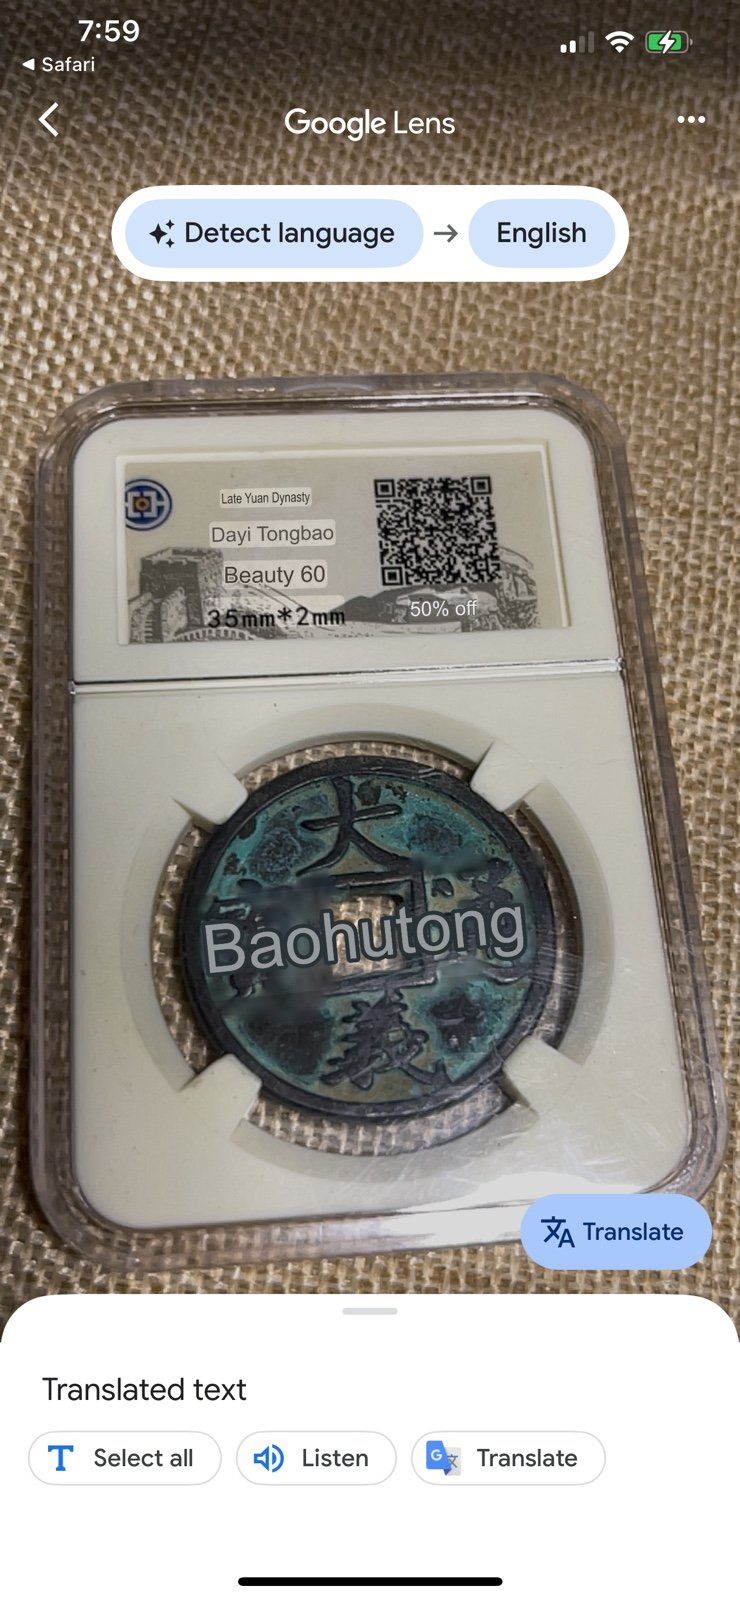 7:59
◀ Safari
Google Lens
Detect language → English
Late Yuan Dynasty
Dayi Tongbao
Beauty 60
35mm*2mm
50% off
大
Baohutong
義
Translate
Translated text
Select all
Listen
Translate